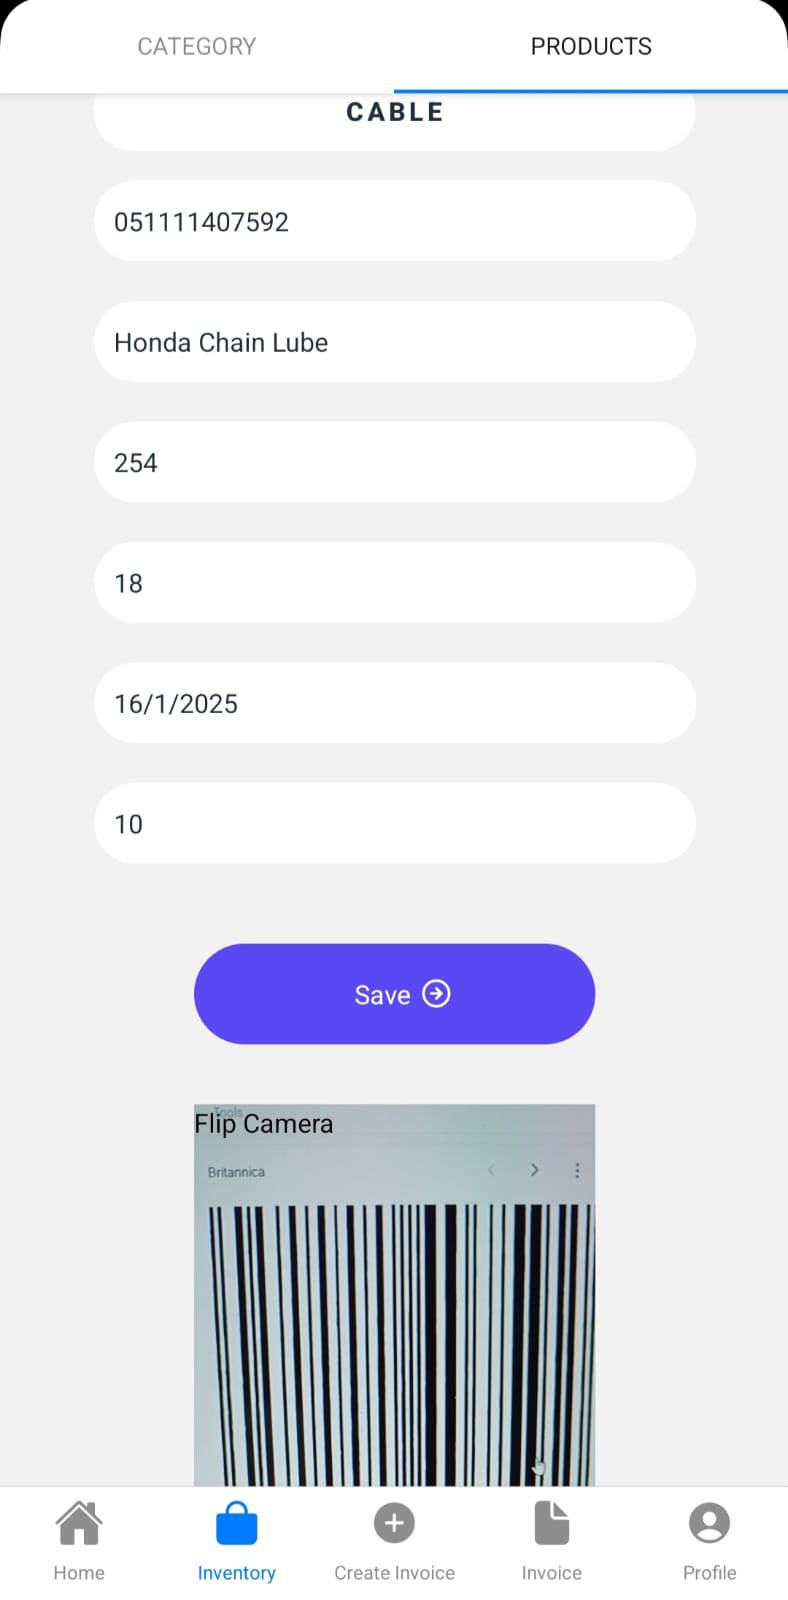 CATEGORY
PRODUCTS
CABLE
051111407592
Honda Chain Lube
254
18
16/1/2025
10
Save
Tools
Flip Camera
Britannica
Home
Inventory
Create Invoice
Invoice
Profile